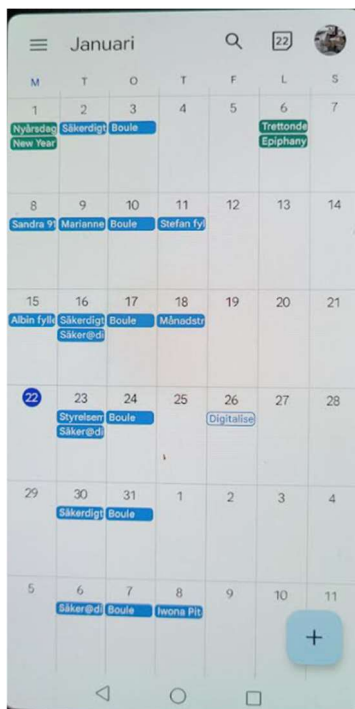 Januari 22
M T O T F L S
1 2 3 4 5 6 7
Nyårsdag Säkerdigt Boule Trettonde
New Year Epiphany
8 9 10 11 12 13 14
Sandra 91 Marianne Boule Stefan fyl
15 16 17 18 19 20 21
Albin fylle Säkerdigt Boule Månadstr
Säker@di
22 23 24 25 26 27 28
Styrelsem Boule Digitalise
Säker@di
29 30 31 1 2 3 4
Säkerdigt Boule
5 6 7 8 9 10 11
Säker@di Boule Iwona Pit
+